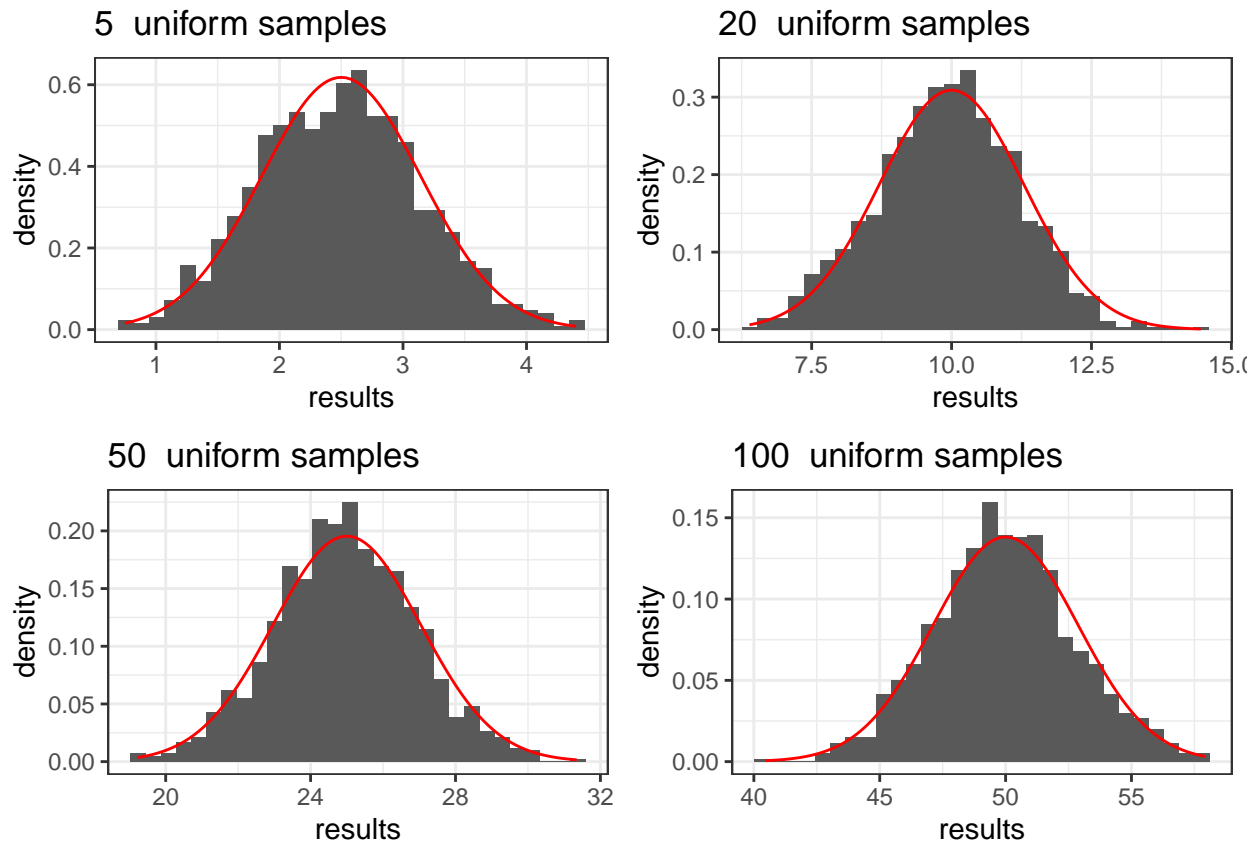 5  uniform samples
0.6
0.4
0.2
0.0
density
1 2 3 4
results
20  uniform samples
0.3
0.2
0.1
0.0
density
7.5 10.0 12.5 15.0
results
50  uniform samples
0.20
0.15
0.10
0.05
0.00
density
20 24 28 32
results
100  uniform samples
0.15
0.10
0.05
0.00
density
40 45 50 55
results